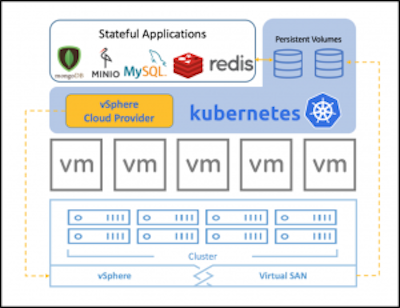 Stateful Applications
Persistent Volumes
mongoDB
MINIO
MySQL
redis
vSphere
Cloud Provider
kubernetes
vm vm vm vm vm
Cluster
vSphere
Virtual SAN